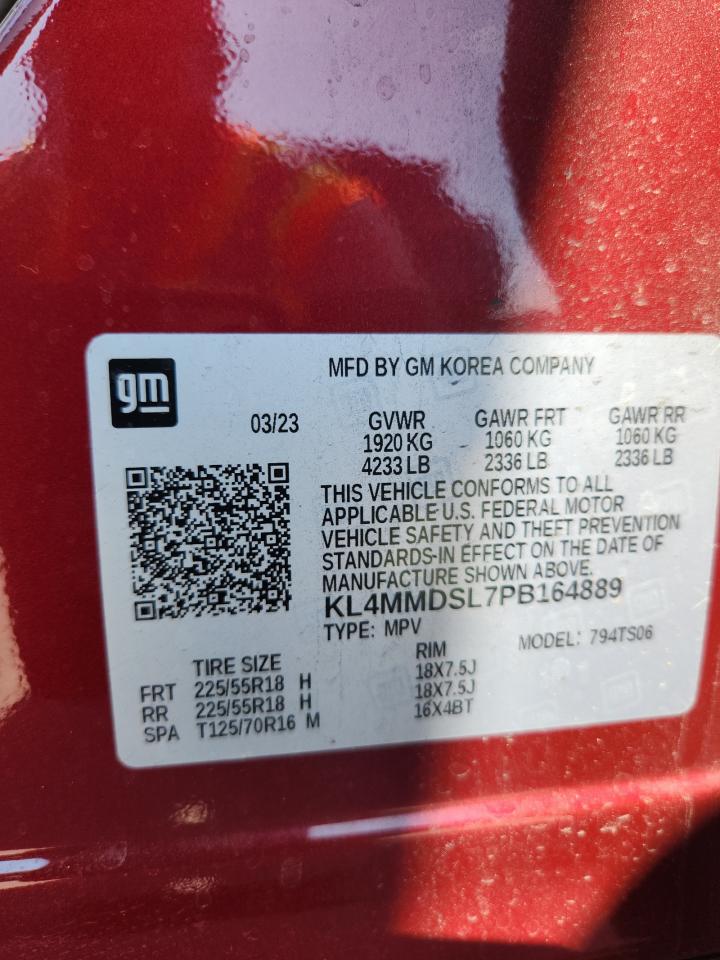 gm
MFD BY GM KOREA COMPANY
03/23
GVWR GAWR FRT GAWR RR
1920 KG 1060 KG 1060 KG
4233 LB 2336 LB 2336 LB
THIS VEHICLE CONFORMS TO ALL
APPLICABLE U.S. FEDERAL MOTOR
VEHICLE SAFETY AND THEFT PREVENTION
STANDARDS-IN EFFECT ON THE DATE OF
MANUFACTURE SHOWN ABOVE.
KL4MMDSL7PB164889
TYPE: MPV MODEL: 794TS06
TIRE SIZE RIM
FRT 225/55R18 H 18X7.5J
RR 225/55R18 H 18X7.5J
SPA T125/70R16 M 16X4BT